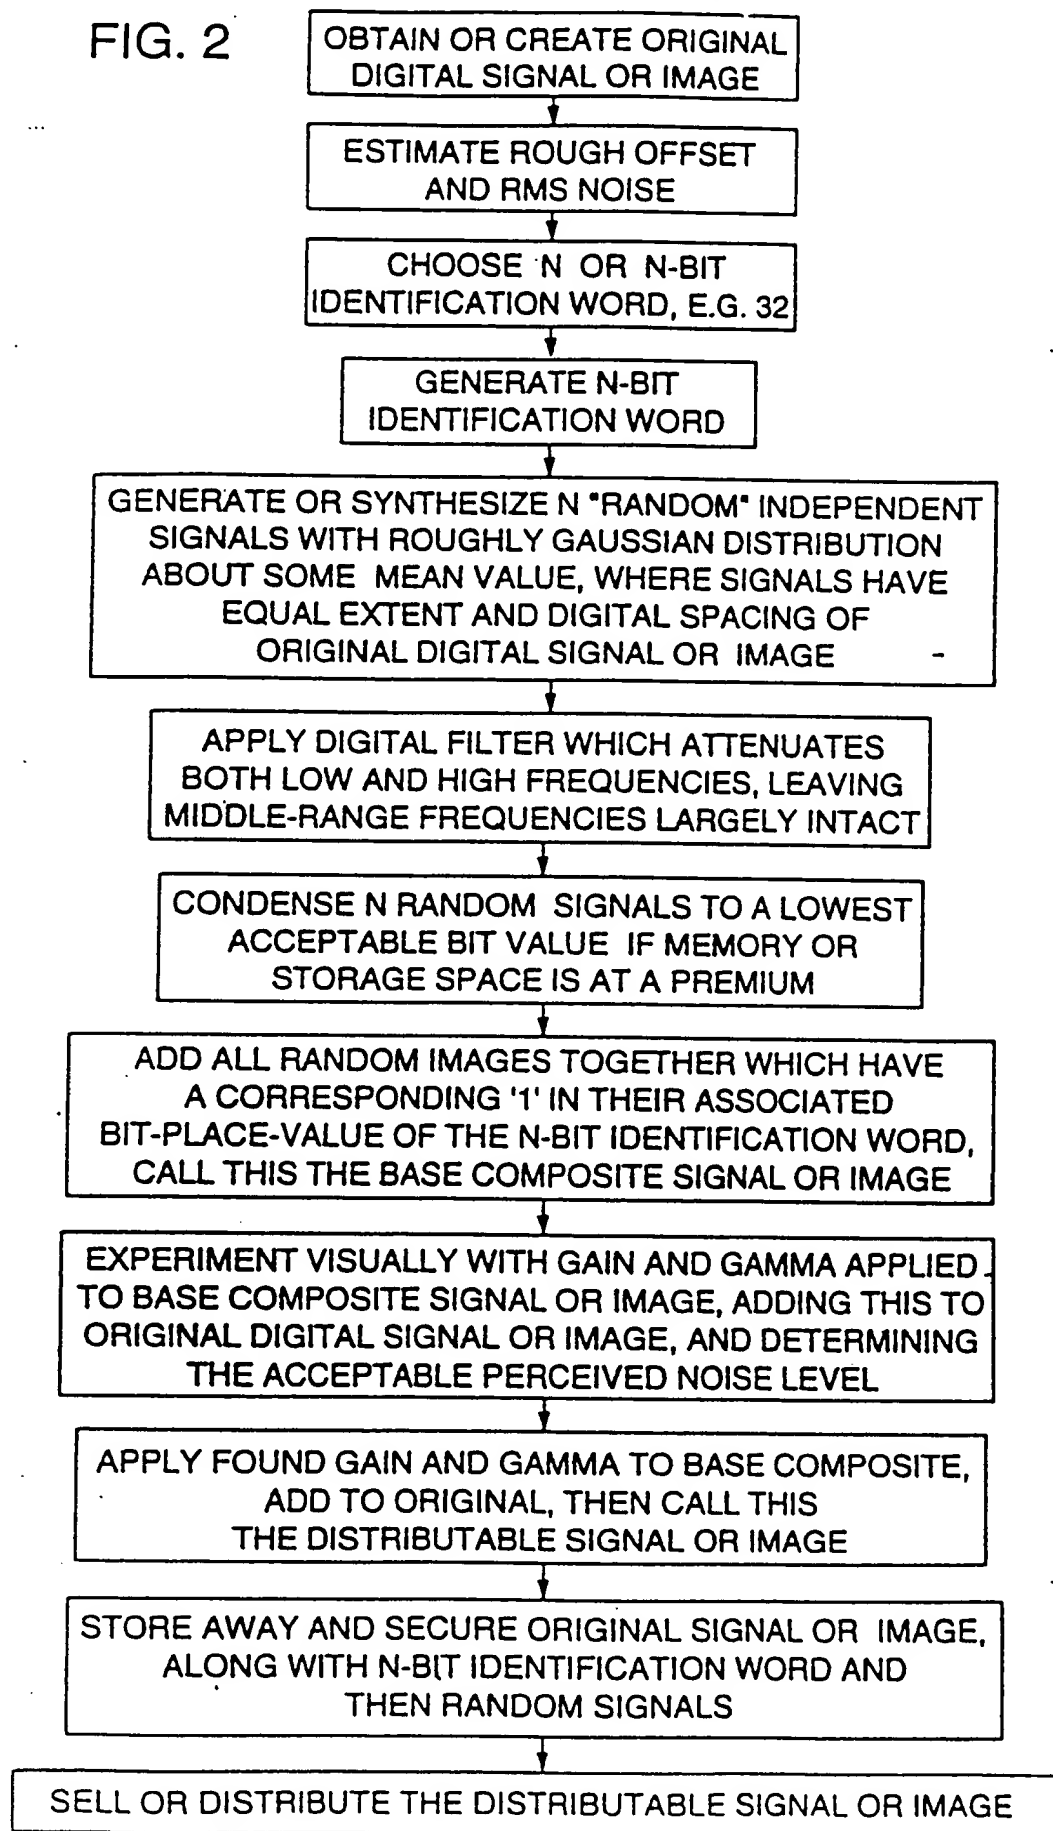 FIG. 2
OBTAIN OR CREATE ORIGINAL
DIGITAL SIGNAL OR IMAGE
ESTIMATE ROUGH OFFSET
AND RMS NOISE
CHOOSE N OR N-BIT
IDENTIFICATION WORD, E.G. 32
GENERATE N-BIT
IDENTIFICATION WORD
GENERATE OR SYNTHESIZE N "RANDOM" INDEPENDENT
SIGNALS WITH ROUGHLY GAUSSIAN DISTRIBUTION
ABOUT SOME MEAN VALUE, WHERE SIGNALS HAVE
EQUAL EXTENT AND DIGITAL SPACING OF
ORIGINAL DIGITAL SIGNAL OR IMAGE
APPLY DIGITAL FILTER WHICH ATTENUATES
BOTH LOW AND HIGH FREQUENCIES, LEAVING
MIDDLE-RANGE FREQUENCIES LARGELY INTACT
CONDENSE N RANDOM SIGNALS TO A LOWEST
ACCEPTABLE BIT VALUE IF MEMORY OR
STORAGE SPACE IS AT A PREMIUM
ADD ALL RANDOM IMAGES TOGETHER WHICH HAVE
A CORRESPONDING '1' IN THEIR ASSOCIATED
BIT-PLACE-VALUE OF THE N-BIT IDENTIFICATION WORD,
CALL THIS THE BASE COMPOSITE SIGNAL OR IMAGE
EXPERIMENT VISUALLY WITH GAIN AND GAMMA APPLIED
TO BASE COMPOSITE SIGNAL OR IMAGE, ADDING THIS TO
ORIGINAL DIGITAL SIGNAL OR IMAGE, AND DETERMINING
THE ACCEPTABLE PERCEIVED NOISE LEVEL
APPLY FOUND GAIN AND GAMMA TO BASE COMPOSITE,
ADD TO ORIGINAL, THEN CALL THIS
THE DISTRIBUTABLE SIGNAL OR IMAGE
STORE AWAY AND SECURE ORIGINAL SIGNAL OR IMAGE,
ALONG WITH N-BIT IDENTIFICATION WORD AND
THEN RANDOM SIGNALS
SELL OR DISTRIBUTE THE DISTRIBUTABLE SIGNAL OR IMAGE